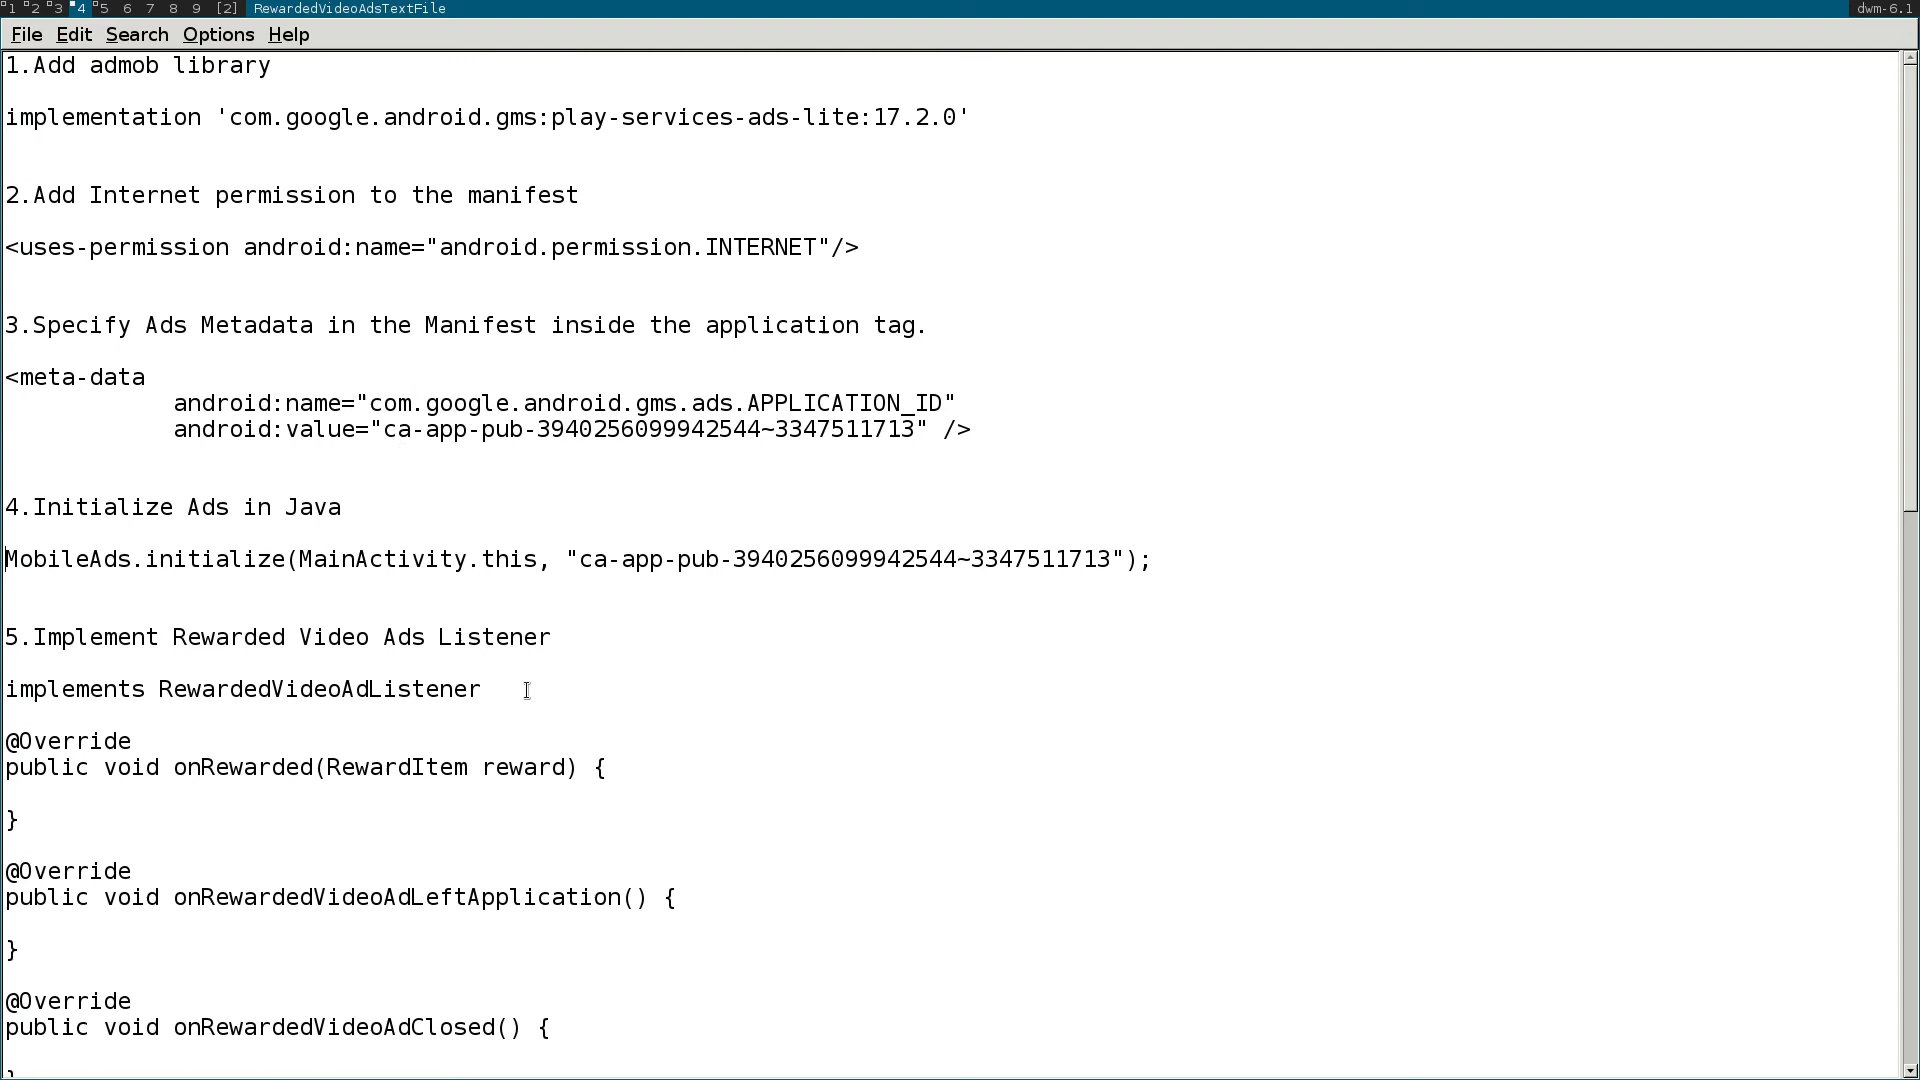 1 2 3 4 5 6 7 8 9 [2] RewardedVideoAdsTextFile dwm-6.1
File Edit Search Options Help
1.Add admob library
implementation 'com.google.android.gms:play-services-ads-lite:17.2.0'
2.Add Internet permission to the manifest
<uses-permission android:name="android.permission.INTERNET"/>
3.Specify Ads Metadata in the Manifest inside the application tag.
<meta-data
android:name="com.google.android.gms.ads.APPLICATION_ID"
android:value="ca-app-pub-3940256099942544~3347511713" />
4.Initialize Ads in Java
MobileAds.initialize(MainActivity.this, "ca-app-pub-3940256099942544~3347511713");
5.Implement Rewarded Video Ads Listener
implements RewardedVideoAdListener
@Override
public void onRewarded(RewardItem reward) {
}
@Override
public void onRewardedVideoAdLeftApplication() {
}
@Override
public void onRewardedVideoAdClosed() {
}